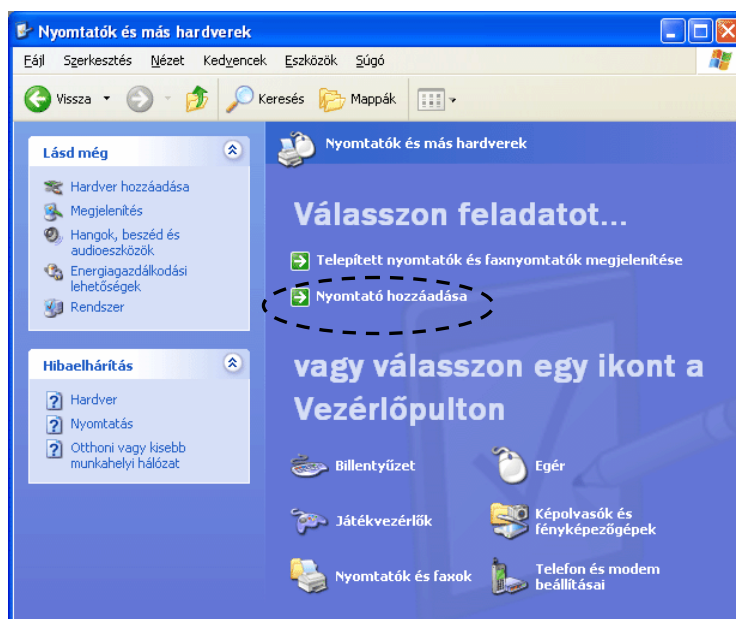 Nyomtatók és más hardverek
Fájl Szerkesztés Nézet Kedvencek Eszközök Súgó
Vissza Keresés Mappák
Lásd még
Hardver hozzáadása
Megjelenítés
Hangok, beszéd és
audioeszközök
Energiagazdálkodási
lehetőségek
Rendszer
Hibaelhárítás
Hardver
Nyomtatás
Otthoni vagy kisebb
munkahelyi hálózat
Nyomtatók és más hardverek
Válasszon feladatot...
Telepített nyomtatók és faxnyomtatók megjelenítése
Nyomtató hozzáadása
vagy válasszon egy ikont a
Vezérlőpulton
Billentyűzet
Egér
Játékvezérlők
Képolvasók és
fényképezőgépek
Nyomtatók és faxok
Telefon és modem
beállításai